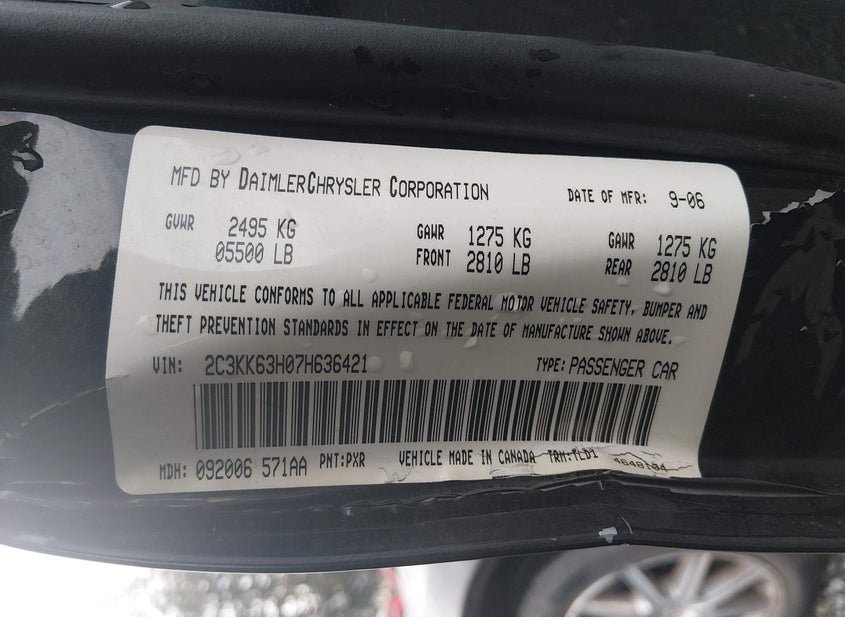 MFD BY DAIMLERCHRYSLER CORPORATION DATE OF MFR: 9-06
GVWR 2495 KG GAWR 1275 KG GAWR 1275 KG
05500 LB FRONT 2810 LB REAR 2810 LB
THIS VEHICLE CONFORMS TO ALL APPLICABLE FEDERAL MOTOR VEHICLE SAFETY, BUMPER AND
THEFT PREVENTION STANDARDS IN EFFECT ON THE DATE OF MANUFACTURE SHOWN ABOVE.
VIN: 2C3KK63H07H636421 TYPE: PASSENGER CAR
MDH: 092006 571AA PNT:PXR VEHICLE MADE IN CANADA TRM:TLD1